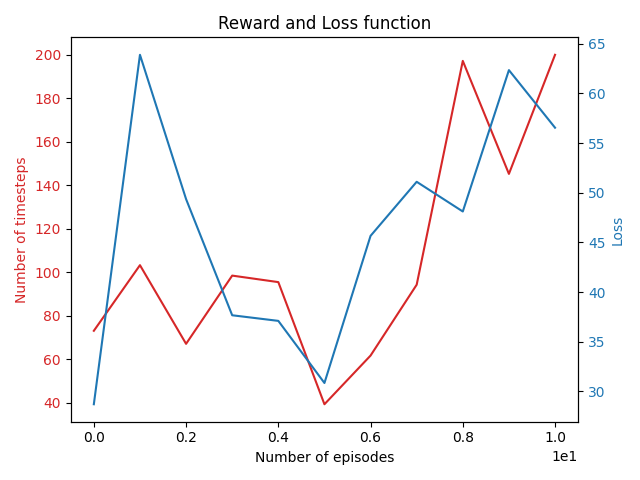 Reward and Loss function
200
180
160
140
120
100
80
60
40
Number of timesteps
65
60
55
50
45
40
35
30
Loss
0.0 0.2 0.4 0.6 0.8 1.0
1e1
Number of episodes